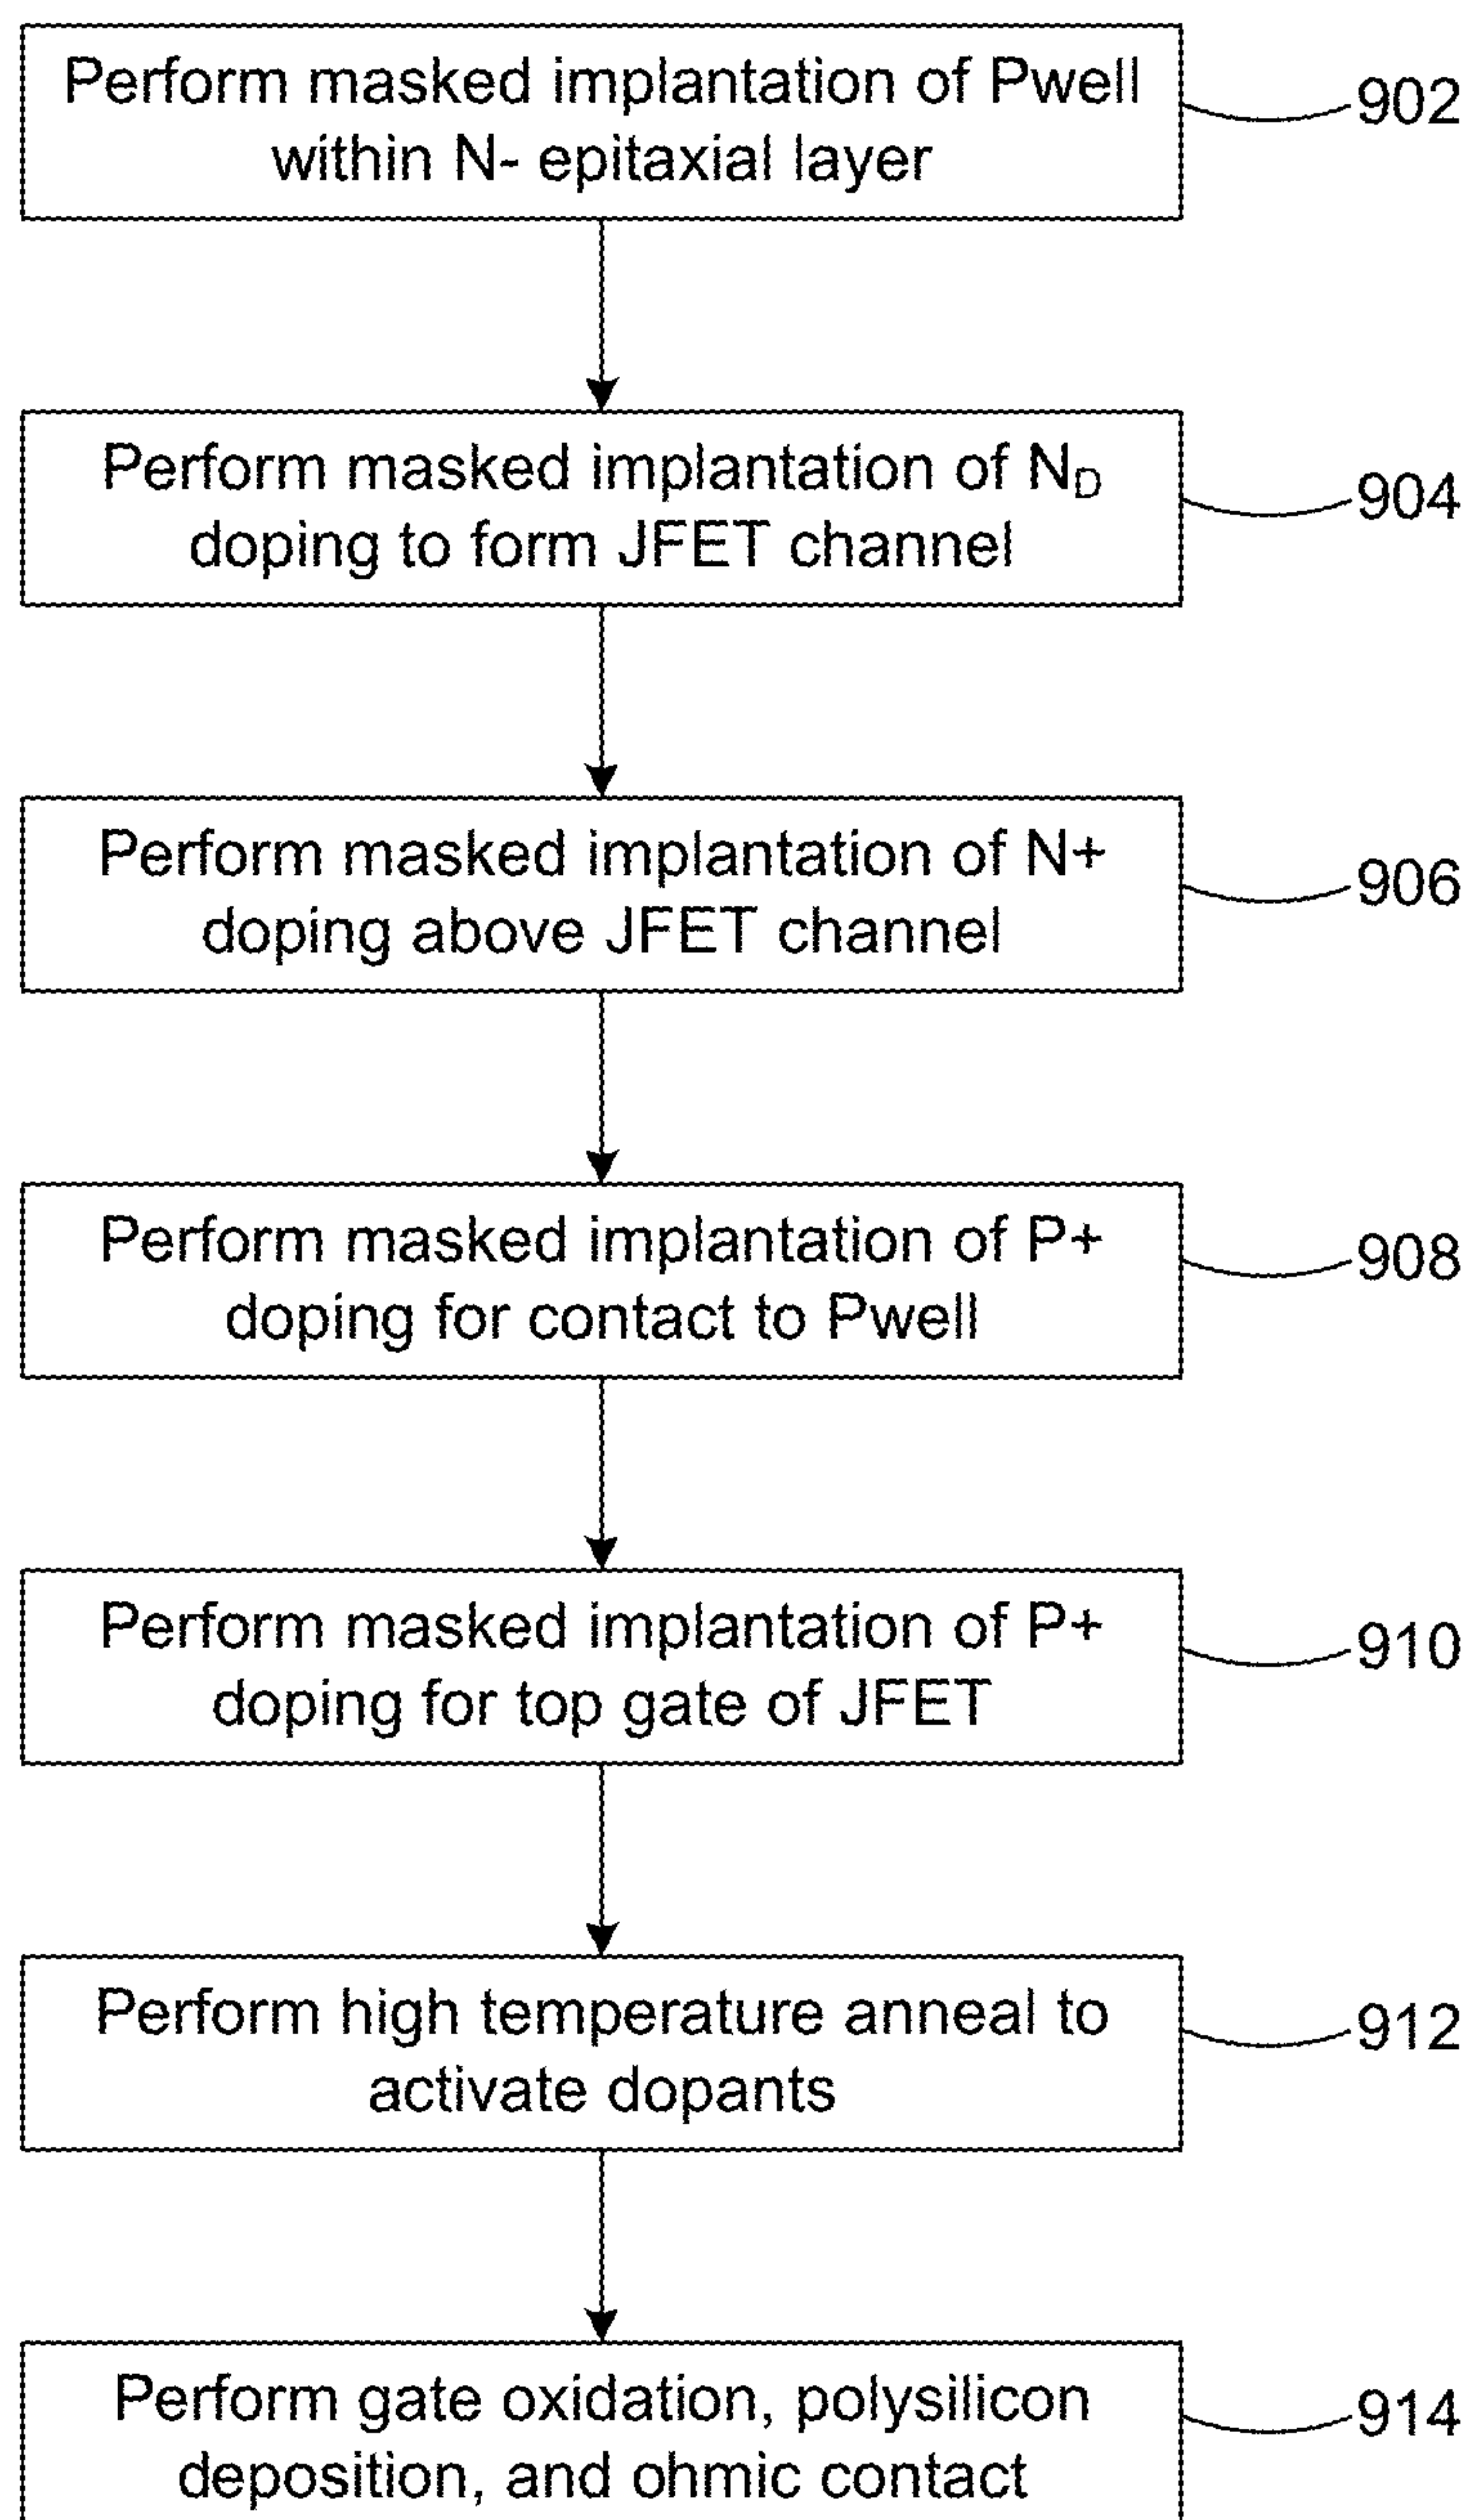 Perform masked implantation of Pwell
within N- epitaxial layer
902
Perform masked implantation of N_D
doping to form JFET channel
904
Perform masked implantation of N+
doping above JFET channel
906
Perform masked implantation of P+
doping for contact to Pwell
908
Perform masked implantation of P+
doping for top gate of JFET
910
Perform high temperature anneal to
activate dopants
912
Perform gate oxidation, polysilicon
deposition, and ohmic contact
914